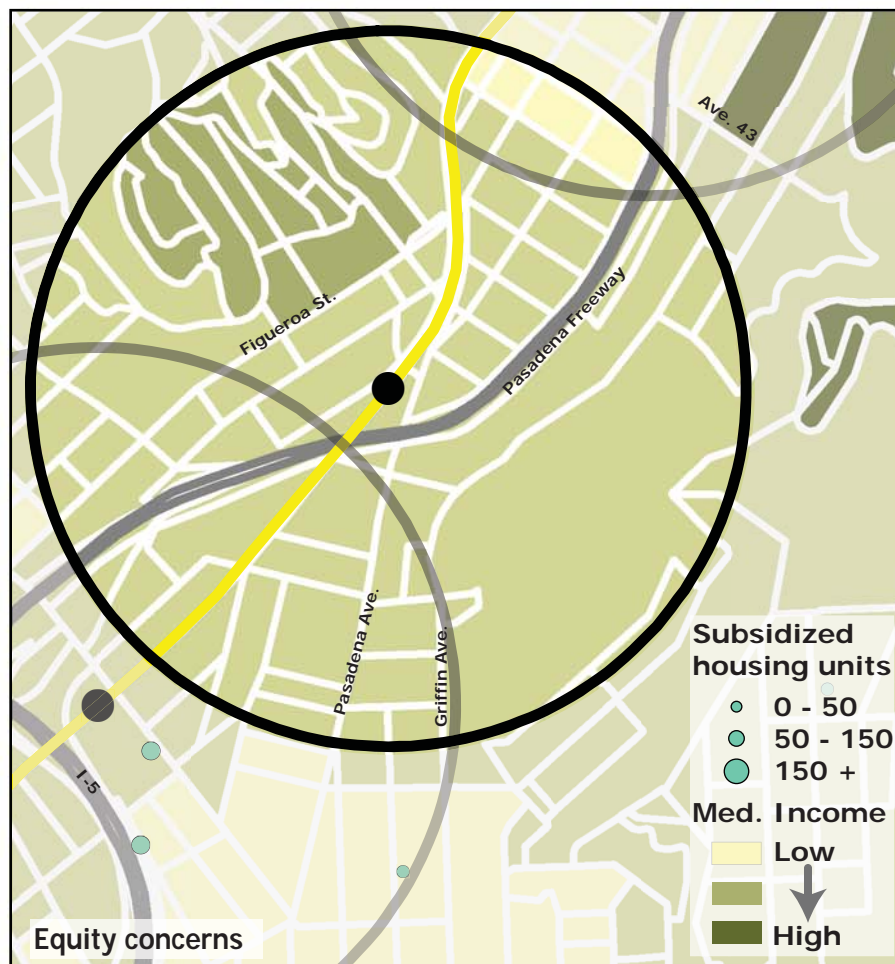 Ave. 43
Figueroa St.
Pasadena Freeway
Pasadena Ave.
Griffin Ave.
I-5
Subsidized
housing units
0 - 50
50 - 150
150 +
Med. Income
Low
High
Equity concerns